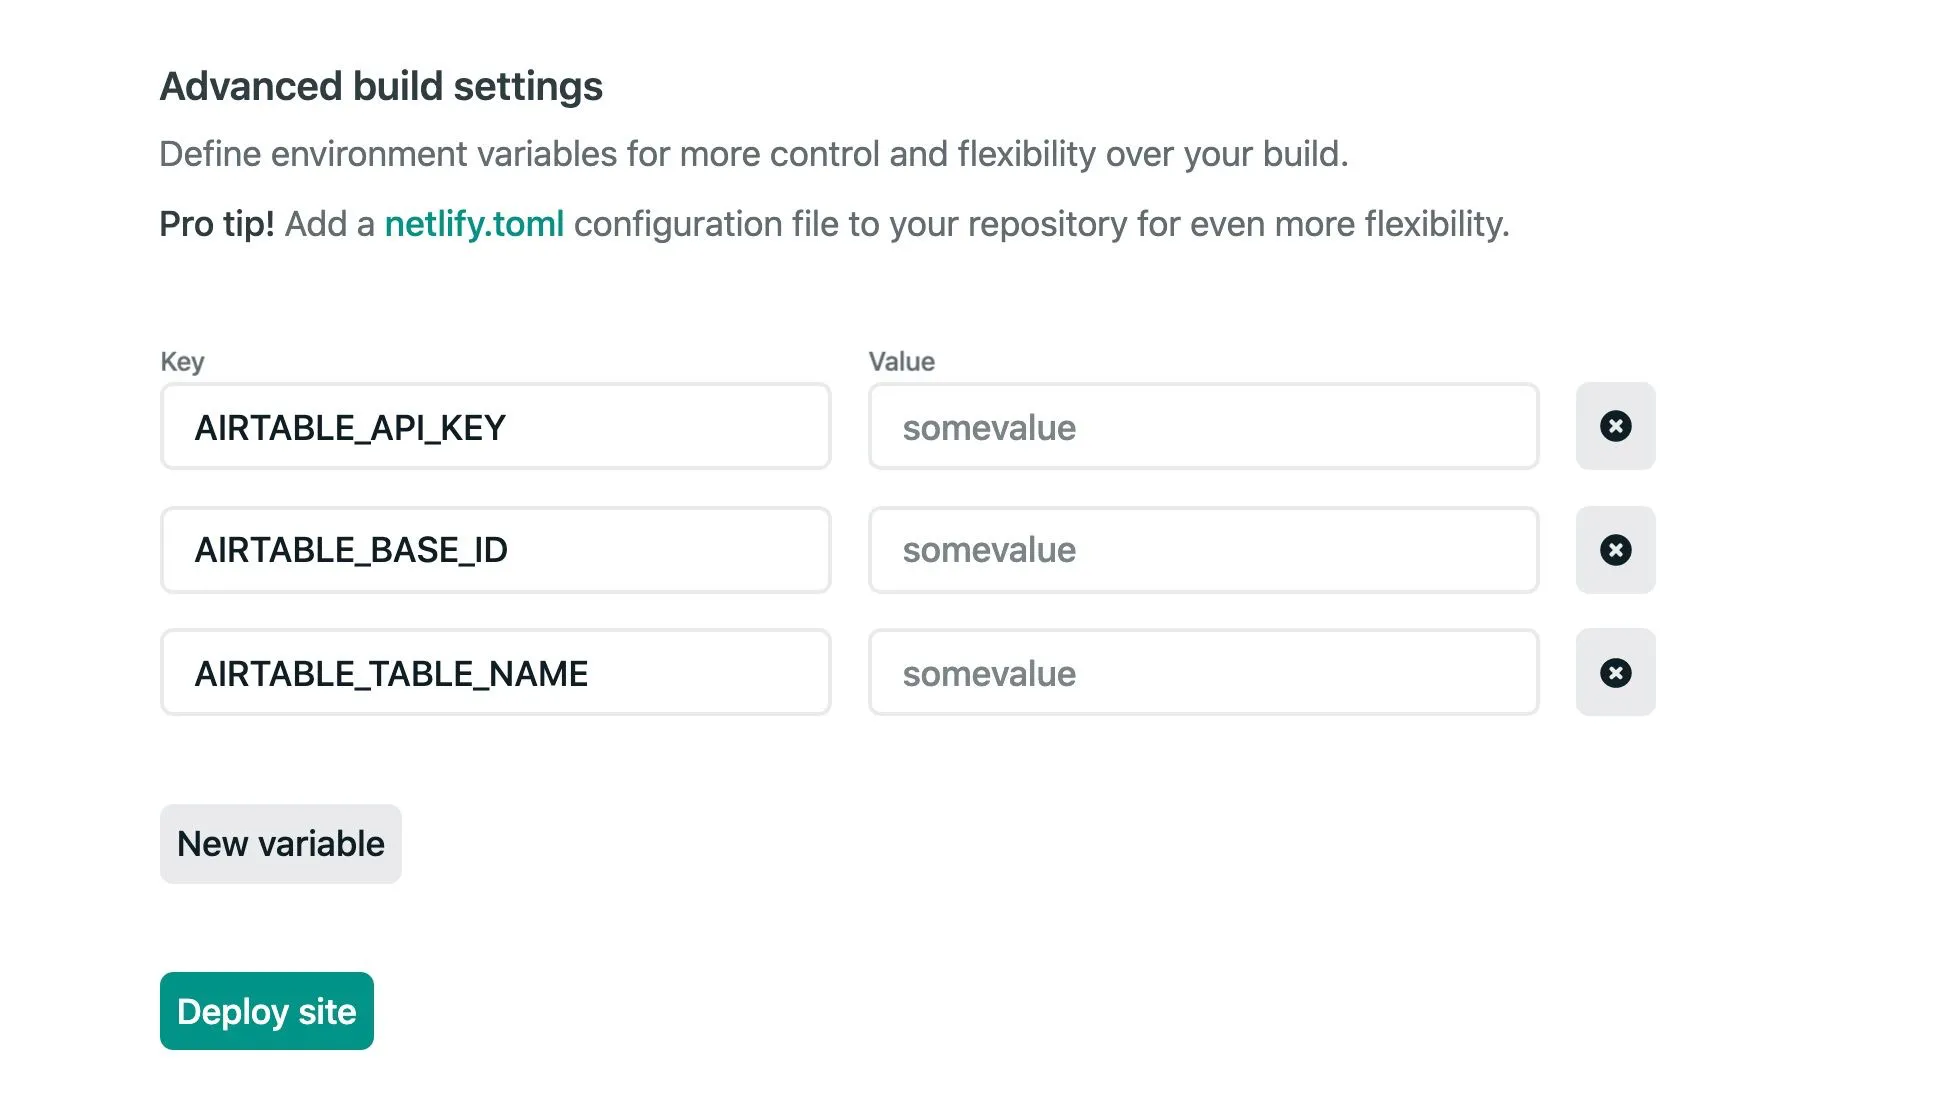 Advanced build settings
Define environment variables for more control and flexibility over your build.
Pro tip! Add a netlify.toml configuration file to your repository for even more flexibility.
Key Value
AIRTABLE_API_KEY somevalue
AIRTABLE_BASE_ID somevalue
AIRTABLE_TABLE_NAME somevalue
New variable
Deploy site